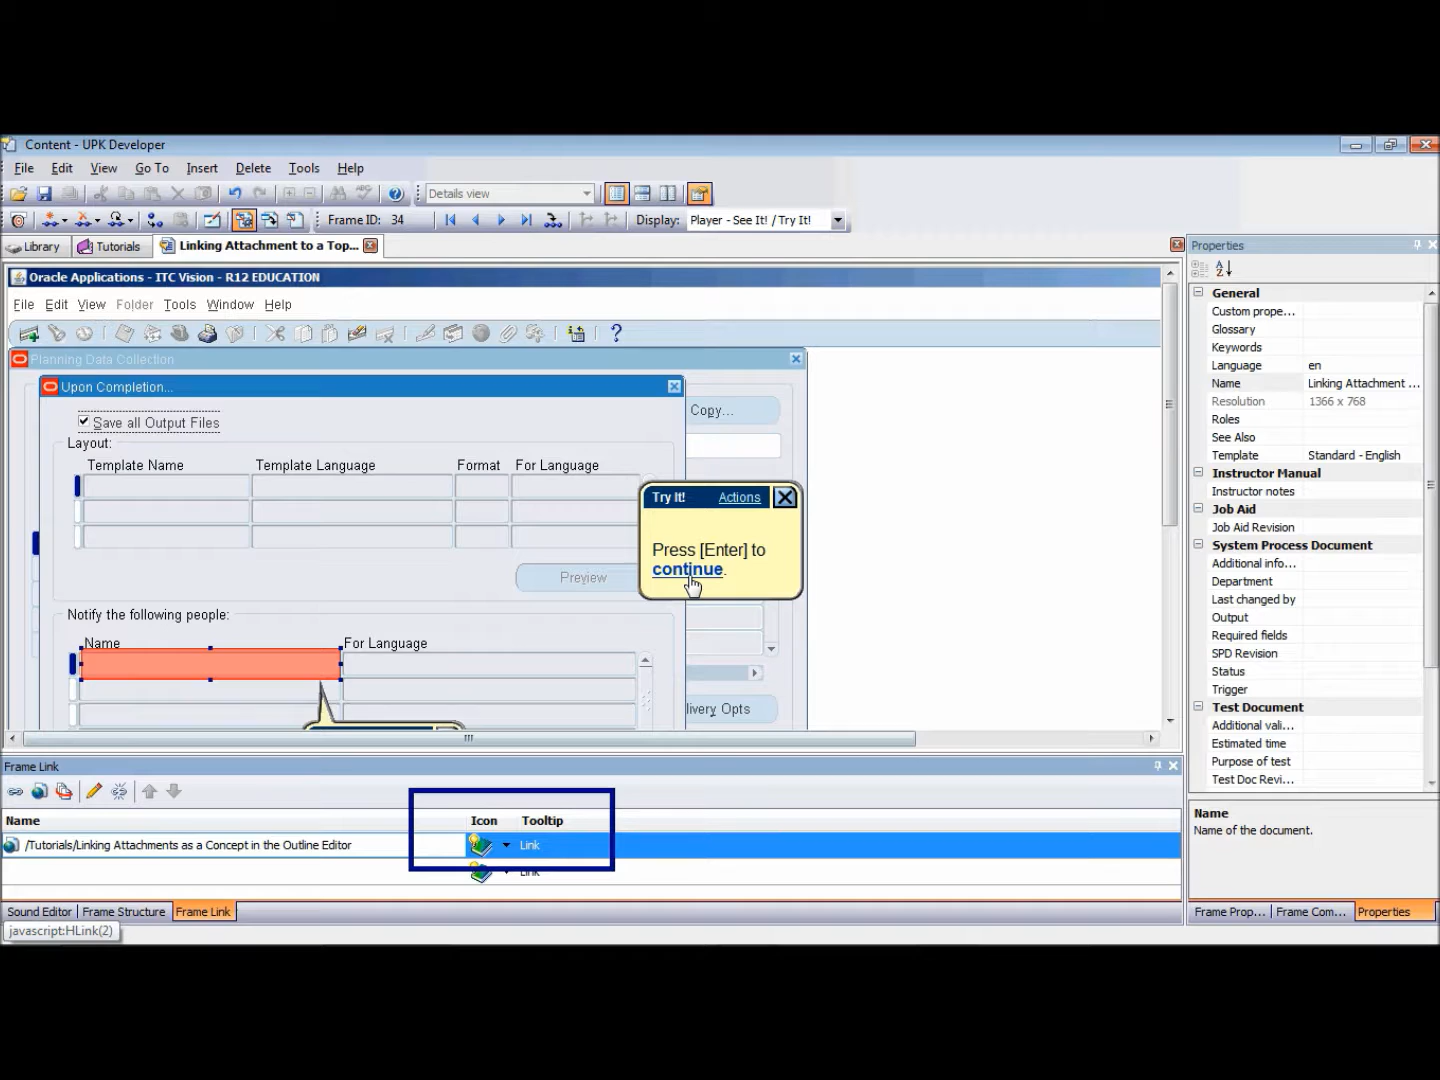 Content - UPK Developer
File Edit View Go To Insert Delete Tools Help
Details view
Frame ID: 34 Display: Player - See It! / Try It!
Library Tutorials Linking Attachment to a Top...
Properties
Oracle Applications - ITC Vision - R12 EDUCATION
File Edit View Folder Tools Window Help
Planning Data Collection
Upon Completion...
Copy...
Save all Output Files
Layout:
Template Name Template Language Format For Language
Try It! Actions
Press [Enter] to
continue.
Preview
Notify the following people:
Name For Language
livery Opts
General
Custom prope...
Glossary
Keywords
Language en
Name Linking Attachment ...
Resolution 1366 x 768
Roles
See Also
Template Standard - English
Instructor Manual
Instructor notes
Job Aid
Job Aid Revision
System Process Document
Additional info...
Department
Last changed by
Output
Required fields
SPD Revision
Status
Trigger
Test Document
Additional vali...
Estimated time
Purpose of test
Test Doc Revi...
Name
Name of the document.
Frame Link
Name Icon Tooltip
/Tutorials/Linking Attachments as a Concept in the Outline Editor Link
Link
Sound Editor Frame Structure Frame Link
Frame Prop... Frame Com... Properties
javascript:HLink(2)